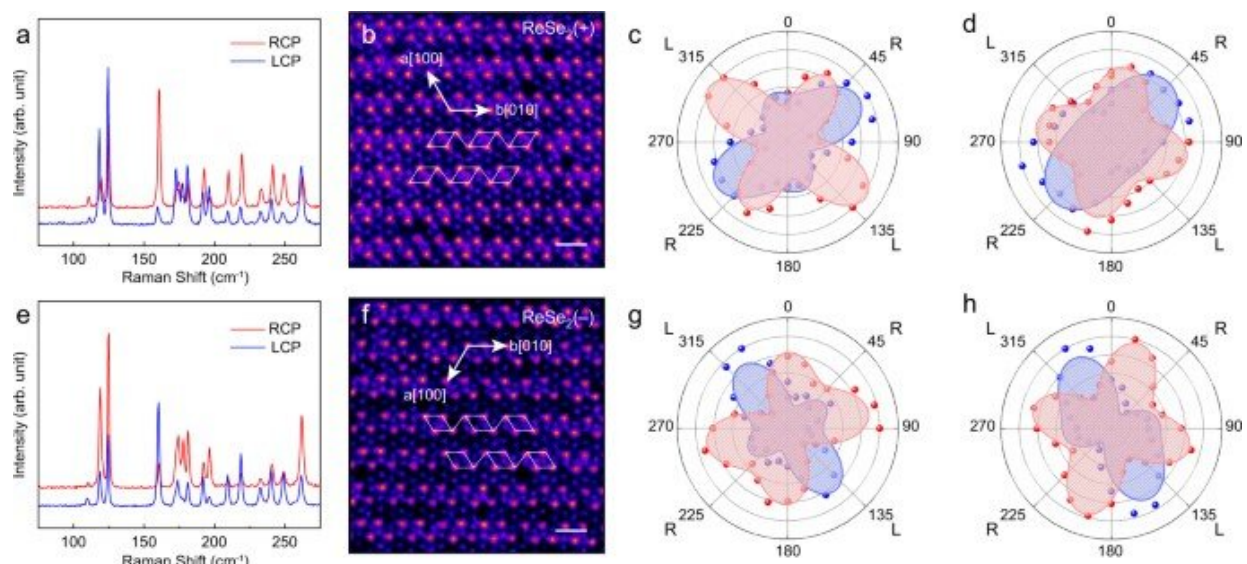 a
RCP
LCP
Intensity (arb. unit)
100 150 200 250
Raman Shift (cm⁻¹)
b
ReSe₂(+)
a[100]
b[010]
c
0
L R
315 45
270 90
225 135
R L
180
d
0
L R
315 45
270 90
225 135
R L
180
e
RCP
LCP
Intensity (arb. unit)
100 150 200 250
Raman Shift (cm⁻¹)
f
ReSe₂(−)
b[010]
a[100]
g
0
L R
315 45
270 90
225 135
R L
180
h
0
L R
315 45
270 90
225 135
R L
180